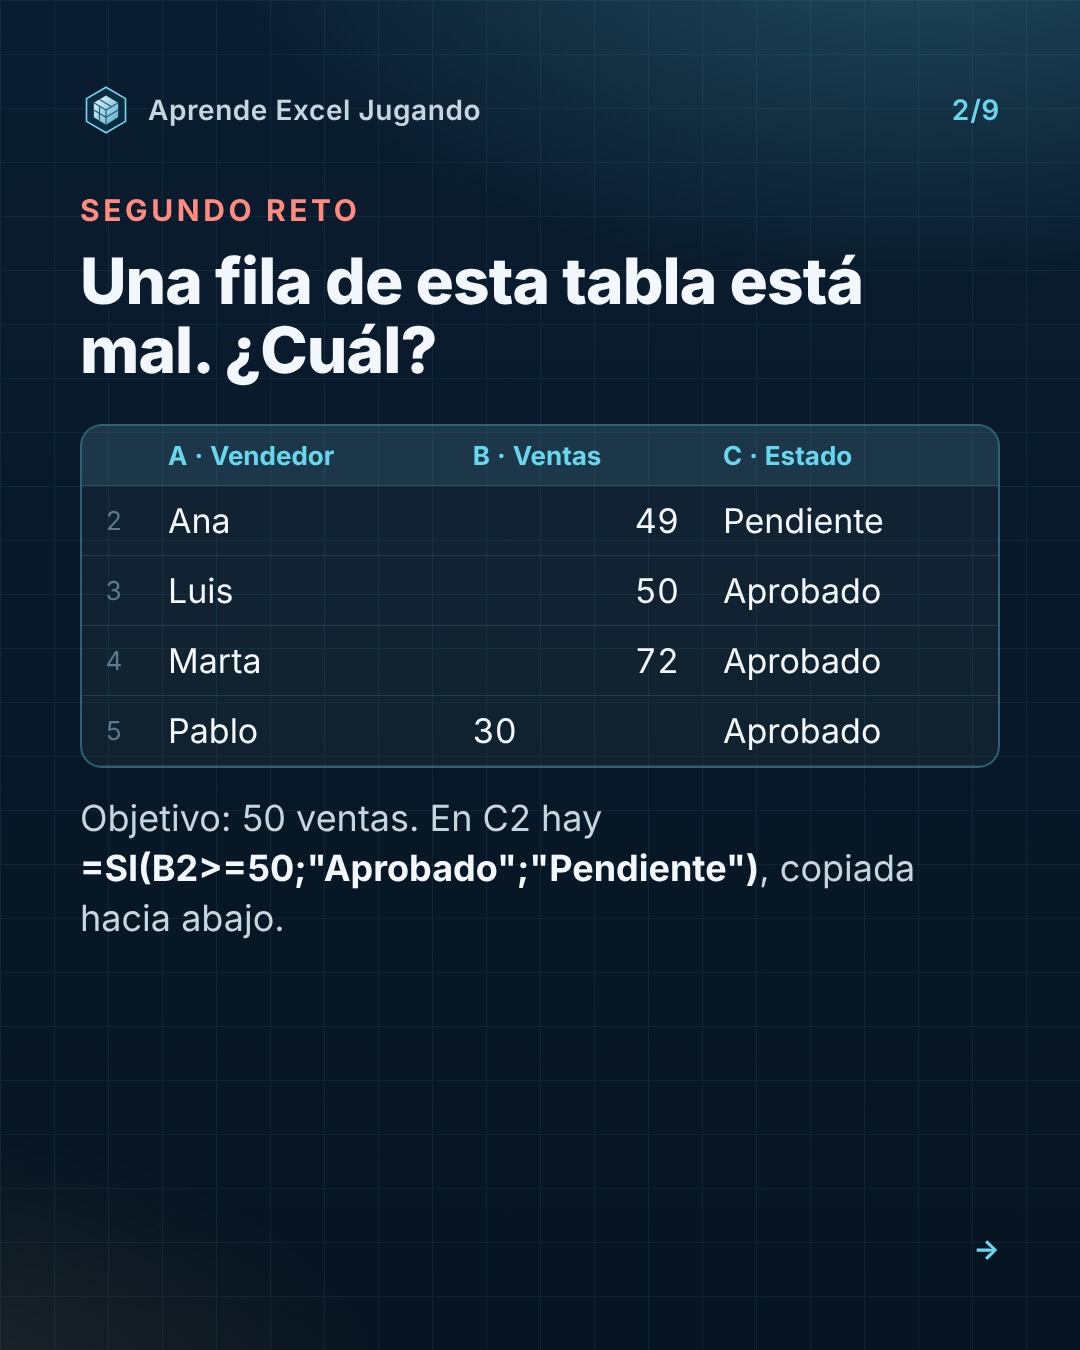 Aprende Excel Jugando
2/9
SEGUNDO RETO
Una fila de esta tabla está
mal. ¿Cuál?
A · Vendedor B · Ventas C · Estado
2 Ana 49 Pendiente
3 Luis 50 Aprobado
4 Marta 72 Aprobado
5 Pablo 30 Aprobado
Objetivo: 50 ventas. En C2 hay
=SI(B2>=50;"Aprobado";"Pendiente"), copiada
hacia abajo.
→